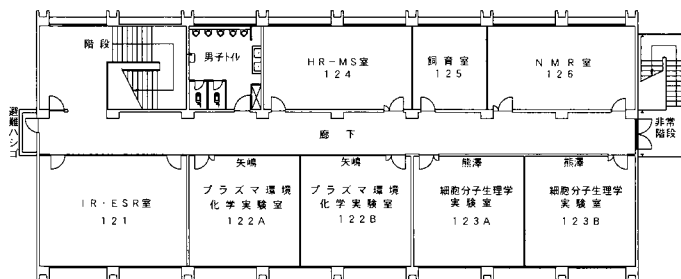 階段
男子トイレ
HR-MS室
124
飼育室
125
NMR室
126
避難ハシゴ
廊下
非常
階段
矢嶋
矢嶋
熊澤
熊澤
IR・ESR室
121
プラズマ環境
化学実験室
122A
プラズマ環境
化学実験室
122B
細胞分子生理学
実験室
123A
細胞分子生理学
実験室
123B